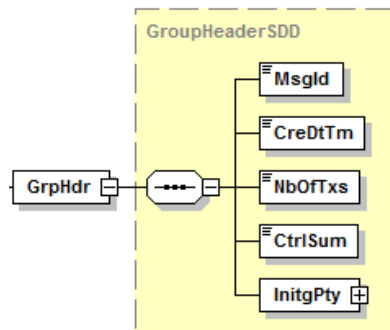 GroupHeaderSDD
MsgId
CreDtTm
GrpHdr
NbOfTxs
CtrlSum
InitgPty